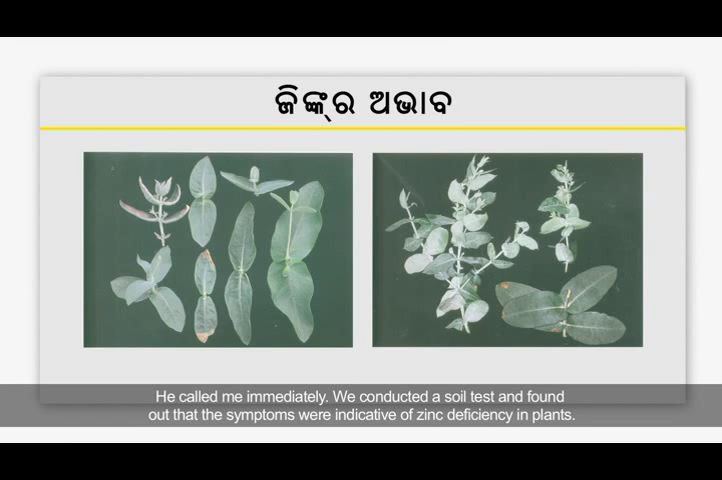 ଜିଙ୍କ୍‌ର ଅଭାବ
He called me immediately. We conducted a soil test and found
out that the symptoms were indicative of zinc deficiency in plants.